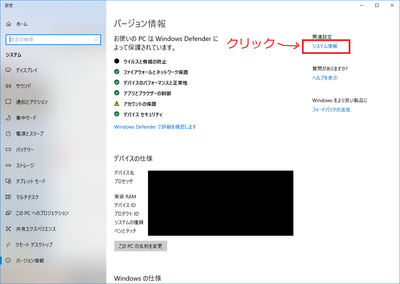 設定
ホーム
設定の検索
システム
ディスプレイ
サウンド
通知とアクション
集中モード
電源とスリープ
バッテリー
ストレージ
タブレット モード
マルチタスク
この PC へのプロジェクション
共有エクスペリエンス
リモート デスクトップ
バージョン情報
バージョン情報
お使いの PC は Windows Defender に
よって保護されています。
ウイルスと脅威の防止
ファイアウォールとネットワーク保護
デバイスのパフォーマンスと正常性
アプリとブラウザーの制御
アカウントの保護
デバイス セキュリティ
Windows Defender で詳細を確認します
デバイスの仕様
デバイス名
プロセッサ
実装 RAM
デバイス ID
プロダクト ID
システムの種類
ペンとタッチ
この PC の名前を変更
Windows の仕様
クリック
関連設定
システム情報
質問がありますか?
ヘルプを表示
Windows をより良い製品に
フィードバックの送信